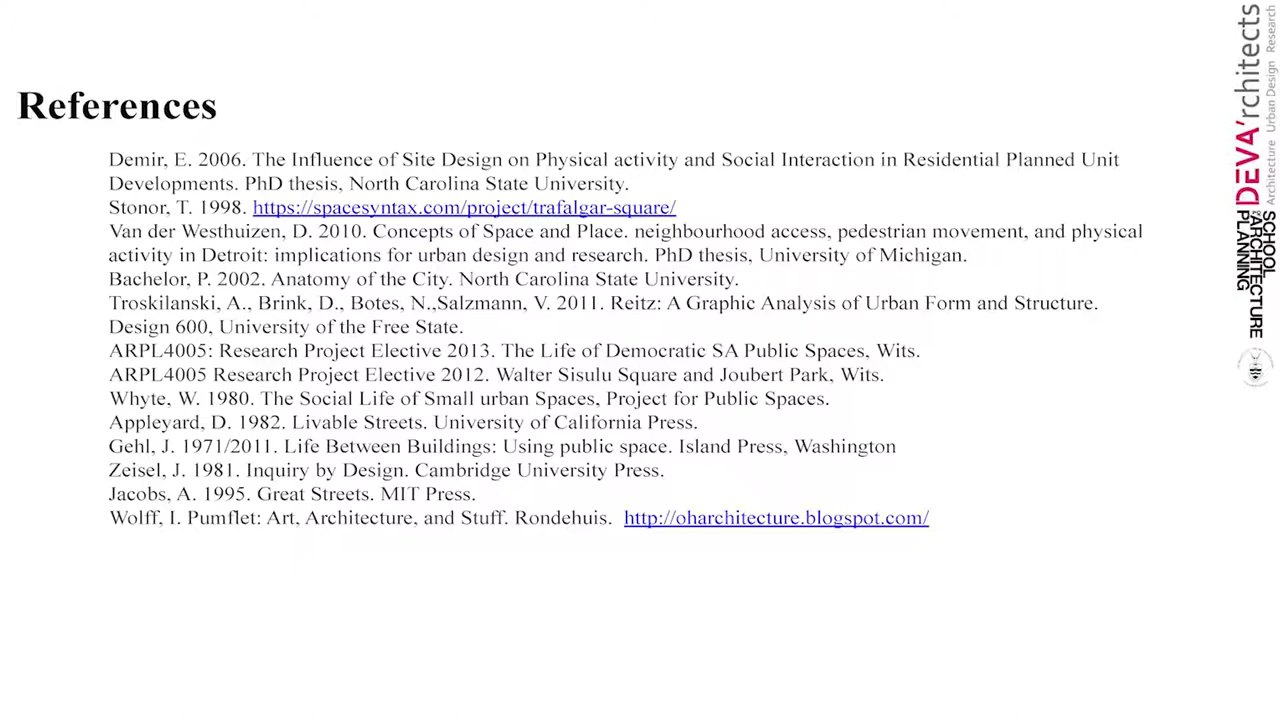 References
Demir, E. 2006. The Influence of Site Design on Physical activity and Social Interaction in Residential Planned Unit
Developments. PhD thesis, North Carolina State University.
Stonor, T. 1998. https://spacesyntax.com/project/trafalgar-square/
Van der Westhuizen, D. 2010. Concepts of Space and Place. neighbourhood access, pedestrian movement, and physical
activity in Detroit: implications for urban design and research. PhD thesis, University of Michigan.
Bachelor, P. 2002. Anatomy of the City. North Carolina State University.
Troskilanski, A., Brink, D., Botes, N.,Salzmann, V. 2011. Reitz: A Graphic Analysis of Urban Form and Structure.
Design 600, University of the Free State.
ARPL4005: Research Project Elective 2013. The Life of Democratic SA Public Spaces, Wits.
ARPL4005 Research Project Elective 2012. Walter Sisulu Square and Joubert Park, Wits.
Whyte, W. 1980. The Social Life of Small urban Spaces, Project for Public Spaces.
Appleyard, D. 1982. Livable Streets. University of California Press.
Gehl, J. 1971/2011. Life Between Buildings: Using public space. Island Press, Washington
Zeisel, J. 1981. Inquiry by Design. Cambridge University Press.
Jacobs, A. 1995. Great Streets. MIT Press.
Wolff, I. Pumflet: Art, Architecture, and Stuff. Rondehuis. http://oharchitecture.blogspot.com/
DEVA'rchitects
Architecture Urban Design Research
SCHOOL
ARCHITECTURE
PLANNING